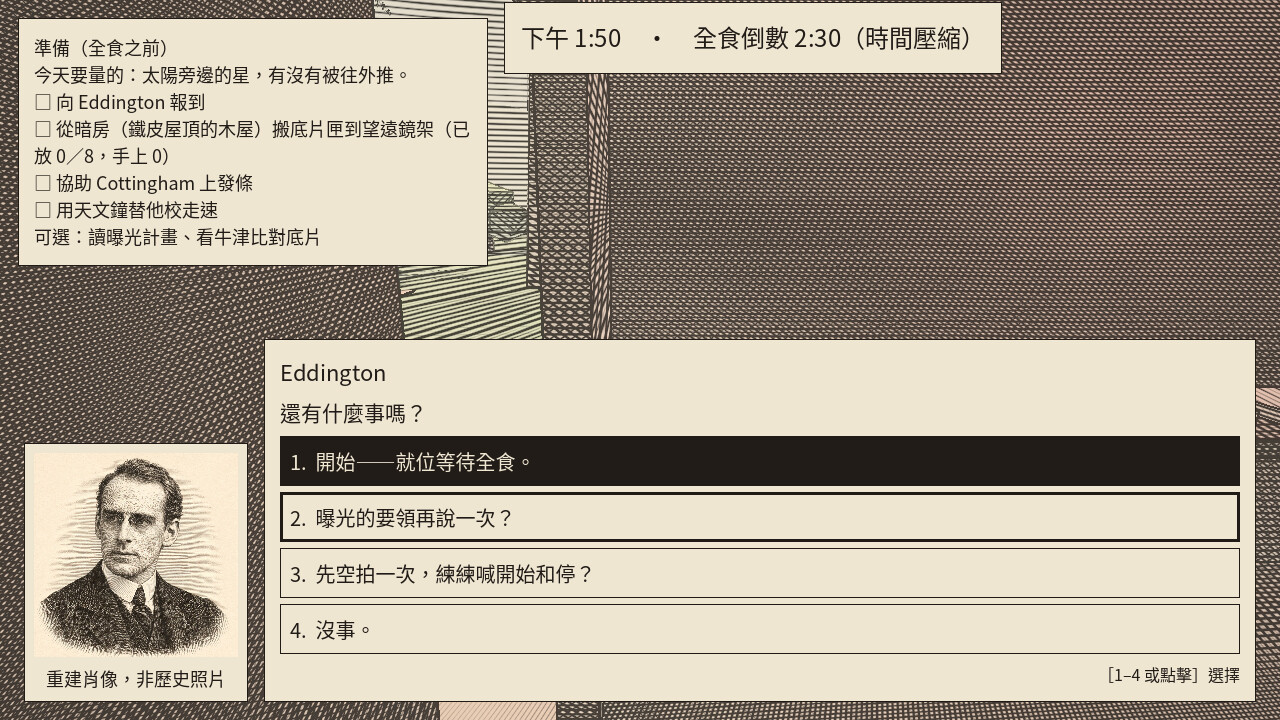 準備（全食之前）
今天要量的：太陽旁邊的星，有沒有被往外推。
☐ 向 Eddington 報到
☐ 從暗房（鐵皮屋頂的木屋）搬底片匣到望遠鏡架（已
放 0／8，手上 0）
☐ 協助 Cottingham 上發條
☐ 用天文鐘替他校走速
可選：讀曝光計畫、看牛津比對底片
下午 1:50　・　全食倒數 2:30（時間壓縮）
Eddington
還有什麼事嗎？
1. 開始——就位等待全食。
2. 曝光的要領再說一次？
3. 先空拍一次，練練喊開始和停？
4. 沒事。
［1–4 或點擊］選擇
重建肖像，非歷史照片